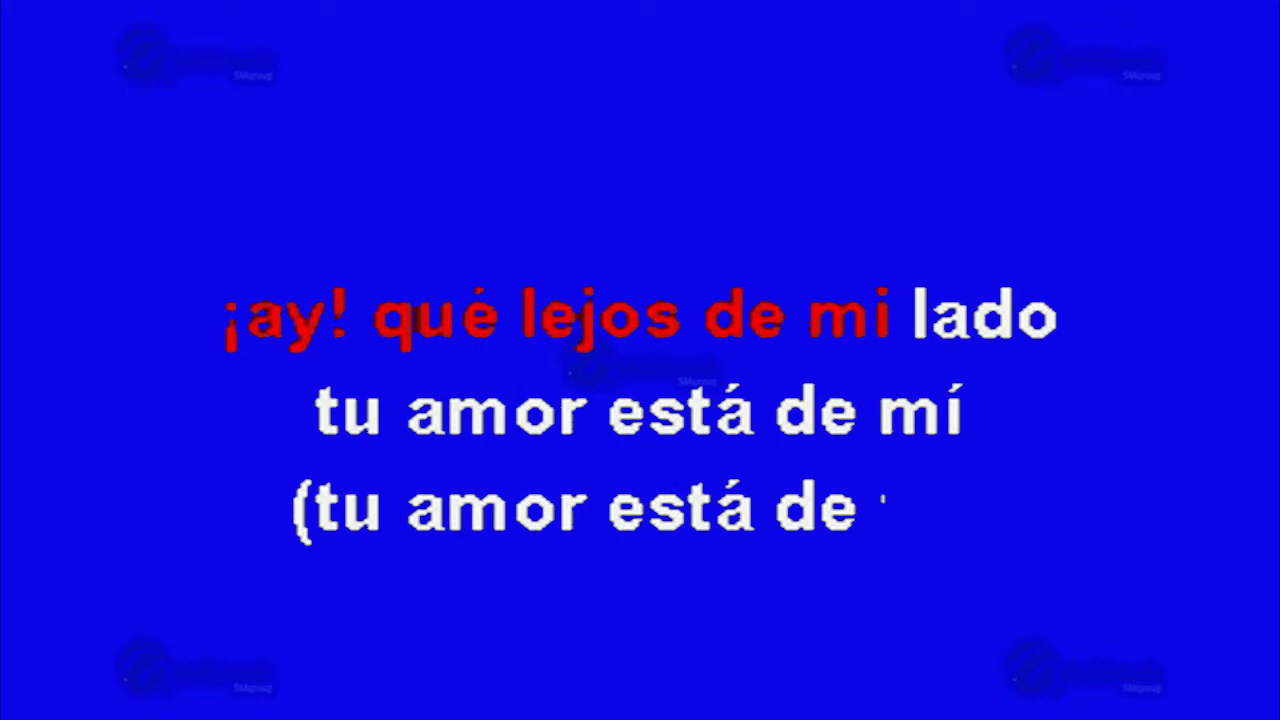 ¡ay! qué lejos de mi lado
tu amor está de mí
(tu amor está de